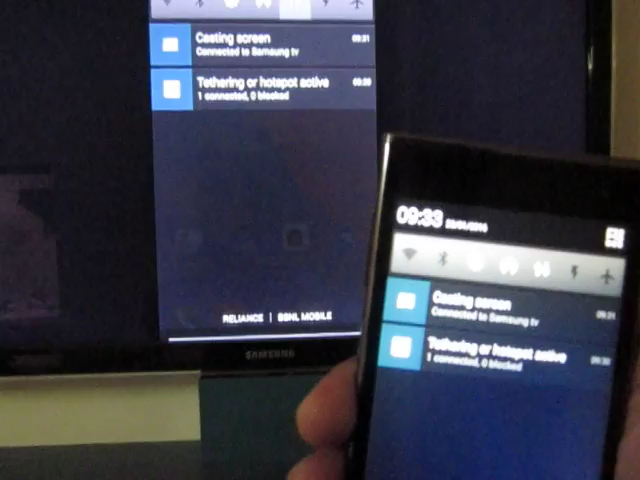 Casting screen
09:31
Connected to Samsung tv
Tethering or hotspot active
1 connected, 0 blocked
RELIANCE | BSNL MOBILE
SAMSUNG
09:33
Casting screen
09:31
Connected to Samsung tv
Tethering or hotspot active
1 connected, 0 blocked